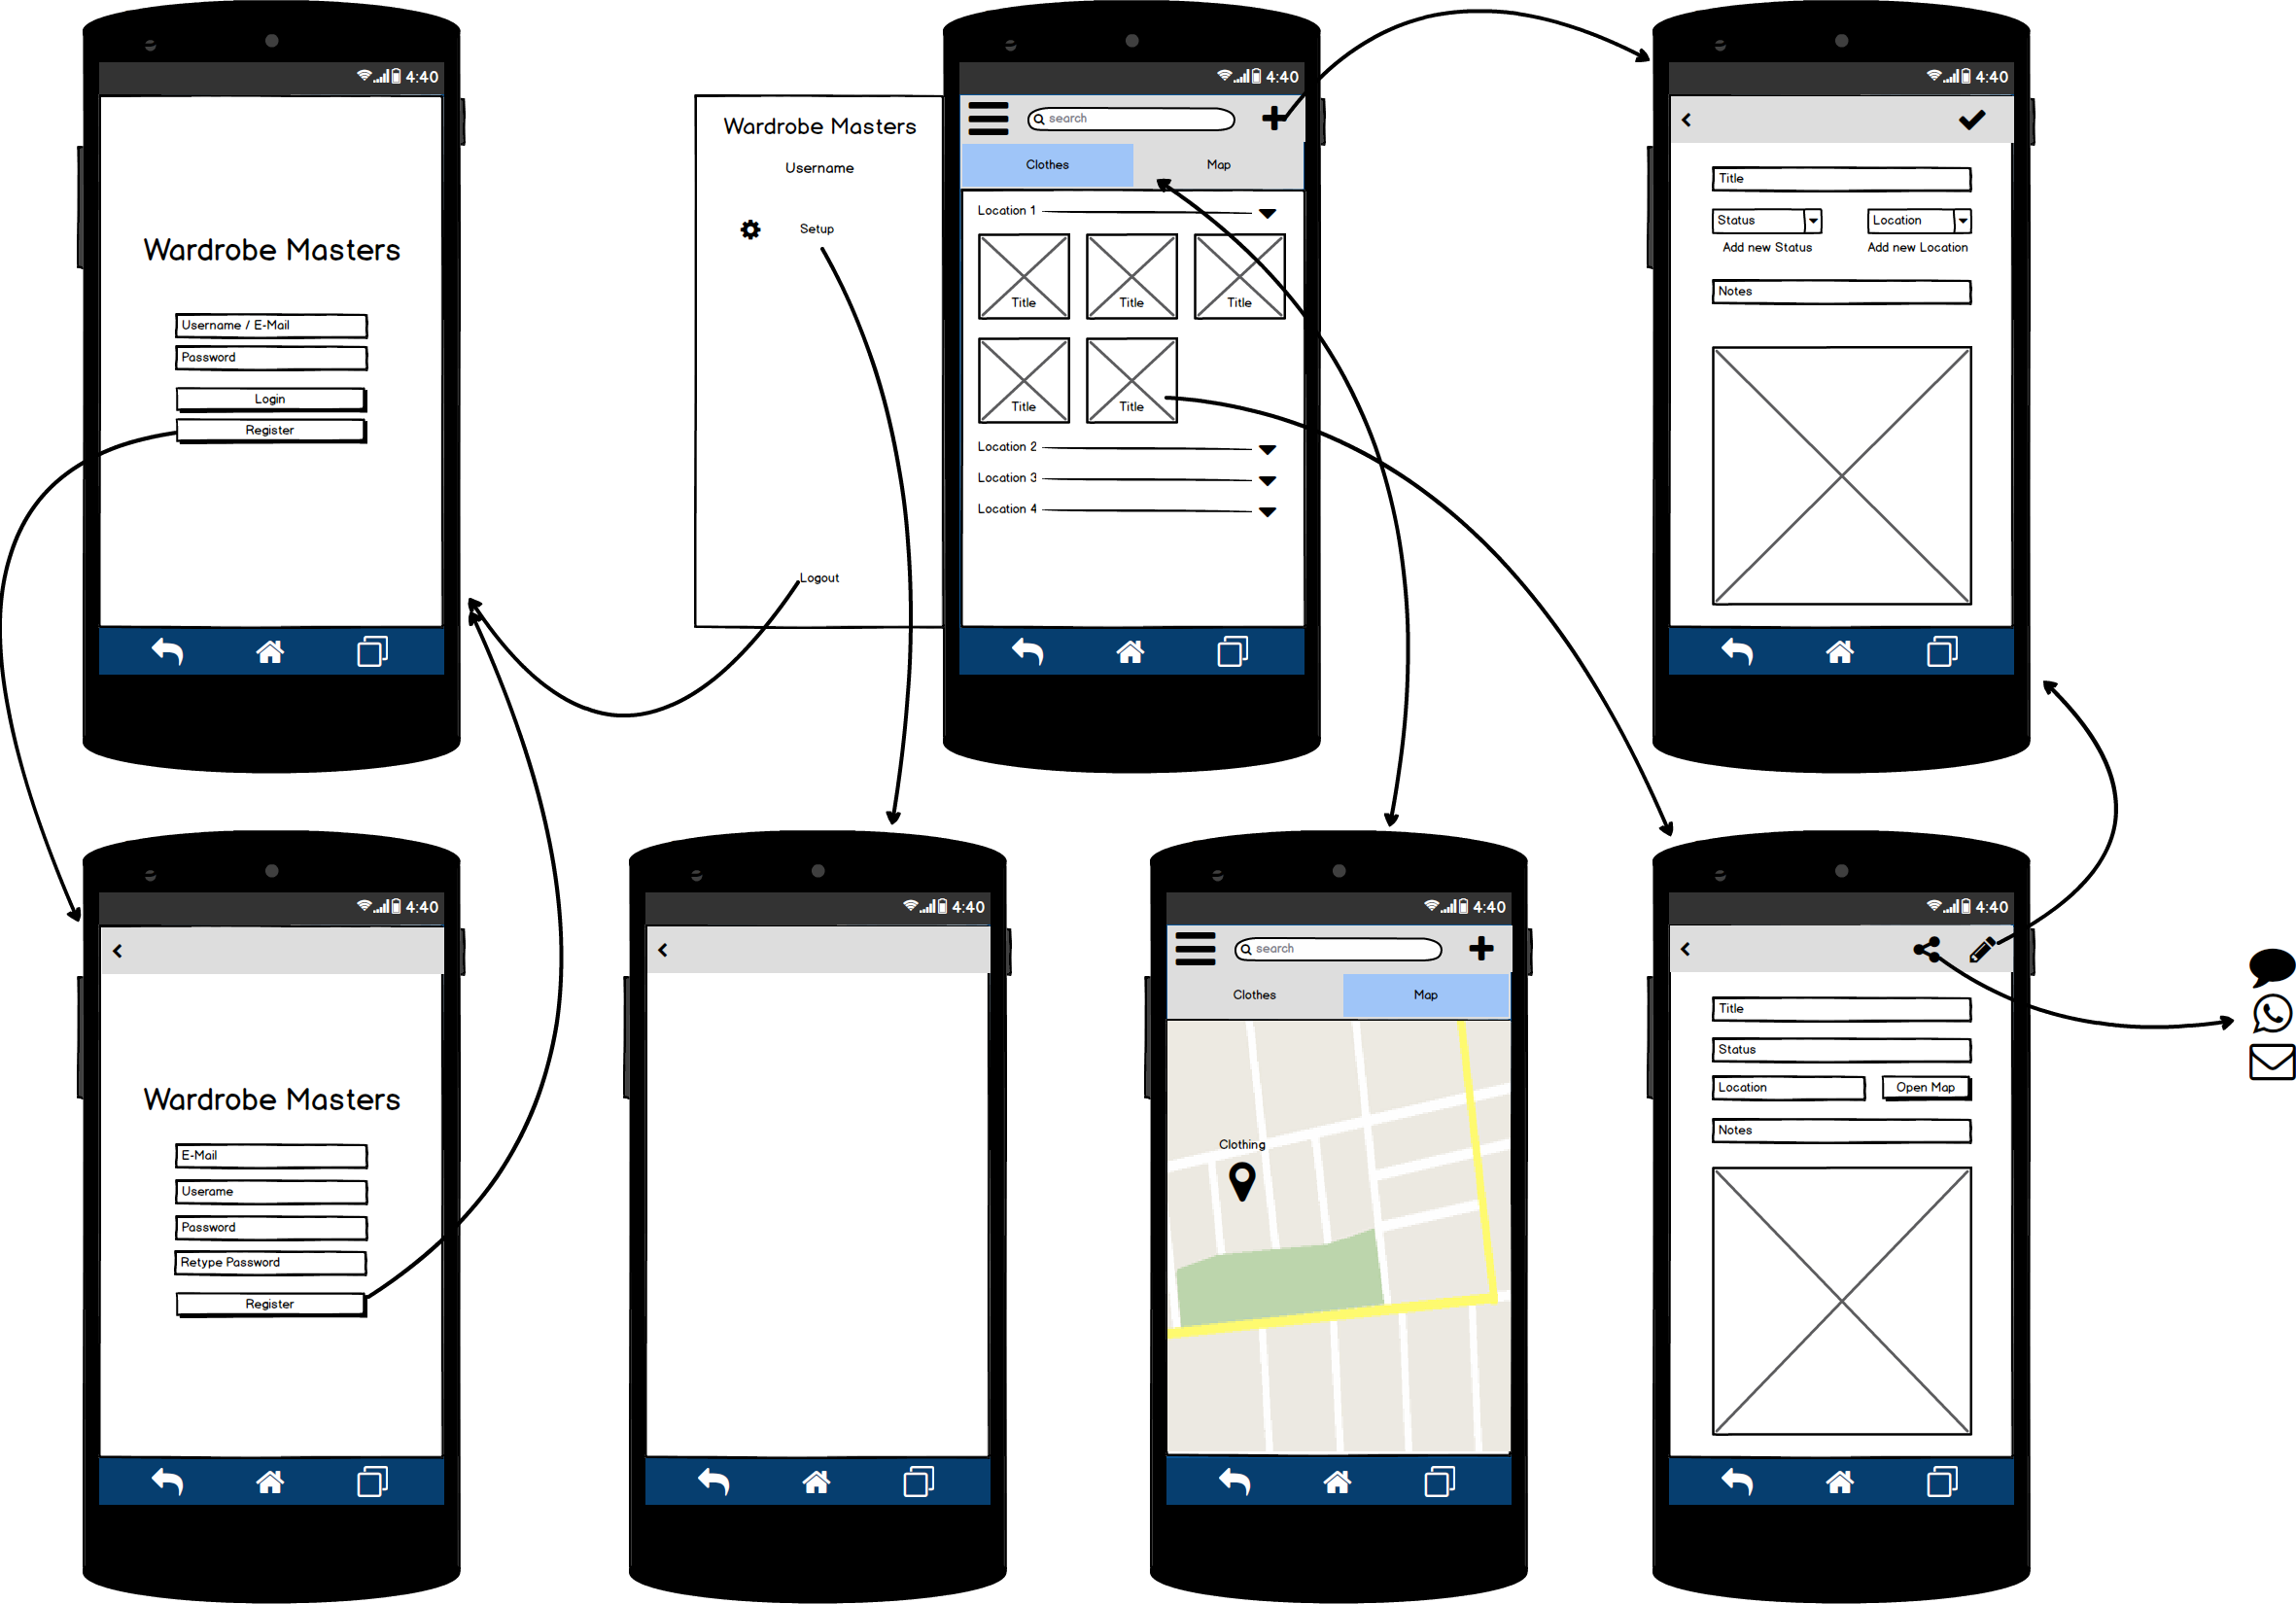 4:40
Wardrobe Masters
Username / E-Mail
Password
Login
Register
Wardrobe Masters
Username
Setup
Logout
4:40
search
Clothes Map
Location 1
Title Title Title
Title Title
Location 2
Location 3
Location 4
4:40
Title
Status Location
Add new Status Add new Location
Notes
4:40
Wardrobe Masters
E-Mail
Userame
Password
Retype Password
Register
4:40
4:40
search
Clothes Map
Clothing
4:40
Title
Status
Location Open Map
Notes